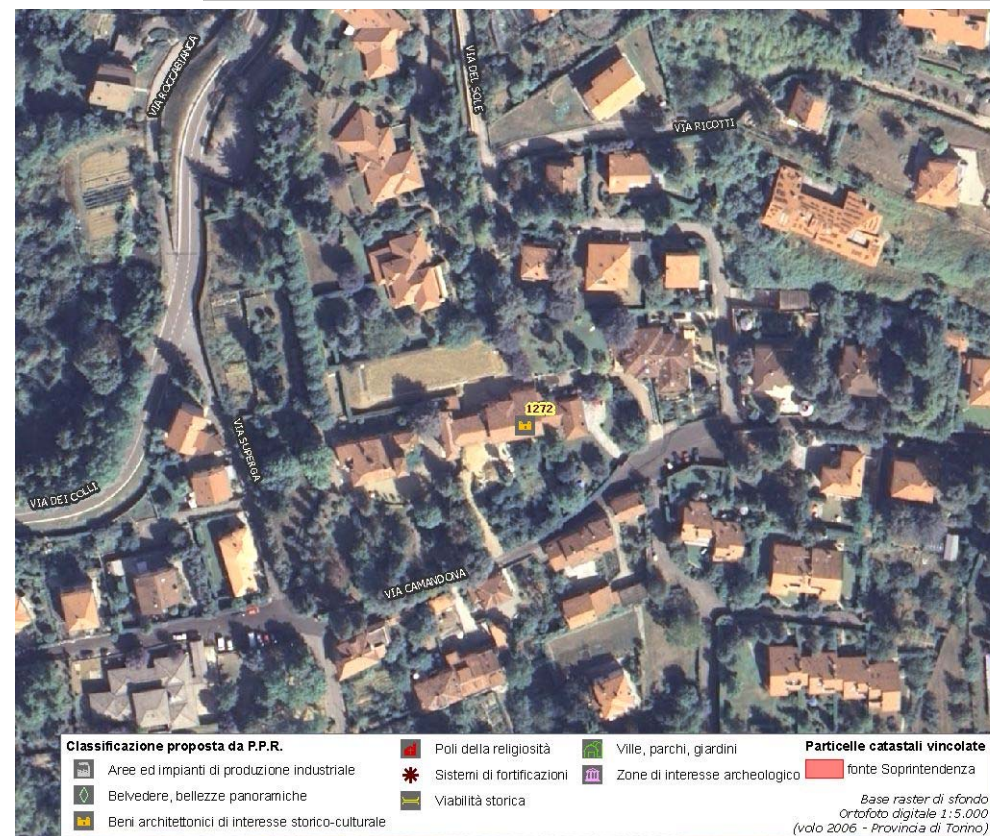 VIA ROCCABIANCA
VIA DEL SOLE
VIA RICOTTI
1272
VIA SUPERGA
VIA DEI COLLI
VIA CAMANDONA
Classificazione proposta da P.P.R.
Aree ed impianti di produzione industriale
Belvedere, bellezze panoramiche
Beni architettonici di interesse storico-culturale
Poli della religiosità
Sistemi di fortificazioni
Viabilità storica
Ville, parchi, giardini
Zone di interesse archeologico
Particelle catastali vincolate
fonte Soprintendenza
Base raster di sfondo
Ortofoto digitale 1:5.000
(volo 2006 - Provincia di Torino)